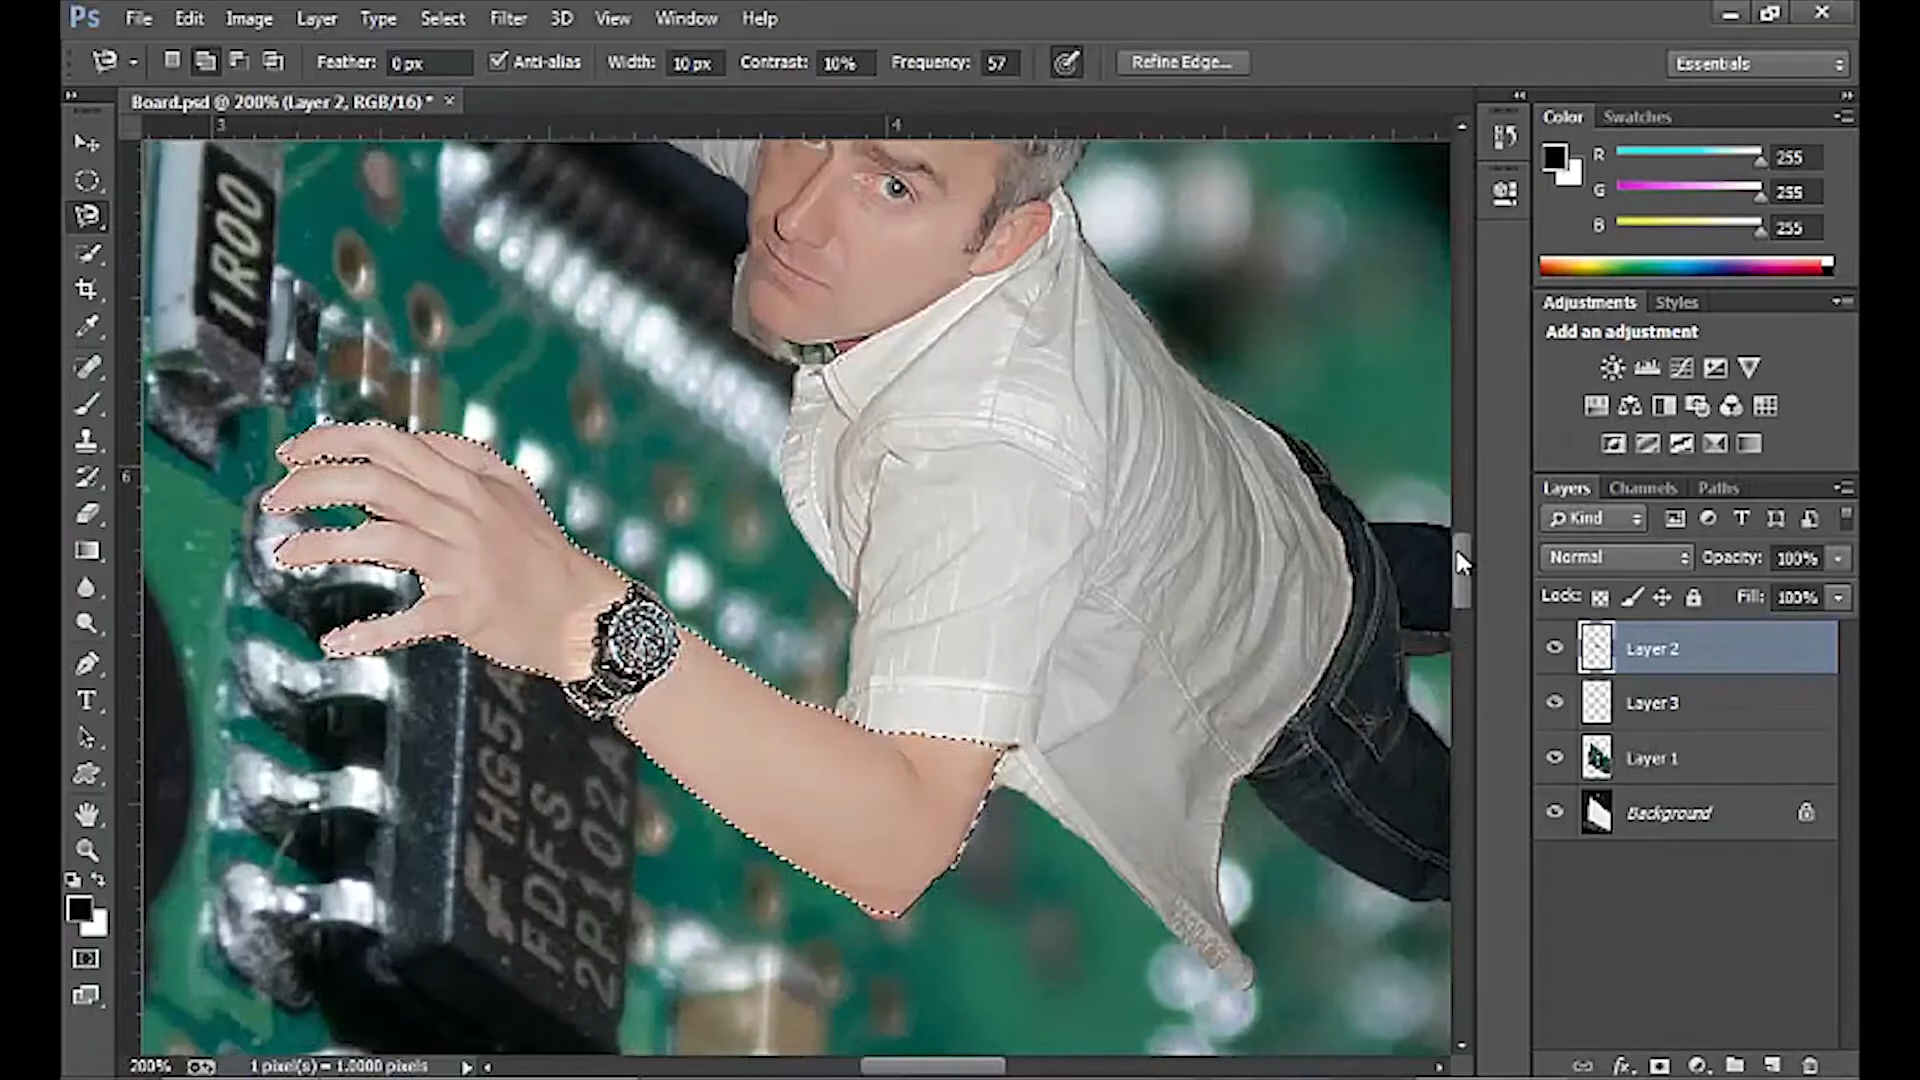 Ps File Edit Image Layer Type Select Filter 3D View Window Help
Feather: 0 px Anti-alias Width: 10 px Contrast: 10% Frequency: 57 Refine Edge... Essentials
Board.psd @ 200% (Layer 2, RGB/16) * ×
3 4
6
1R00
HG5A
FDFS
2R102A
Color Swatches
R 255
G 255
B 255
Adjustments Styles
Add an adjustment
Layers Channels Paths
Kind
Normal Opacity: 100%
Lock: Fill: 100%
Layer 2
Layer 3
Layer 1
Background
200% 1 pixel(s) = 1.0000 pixels